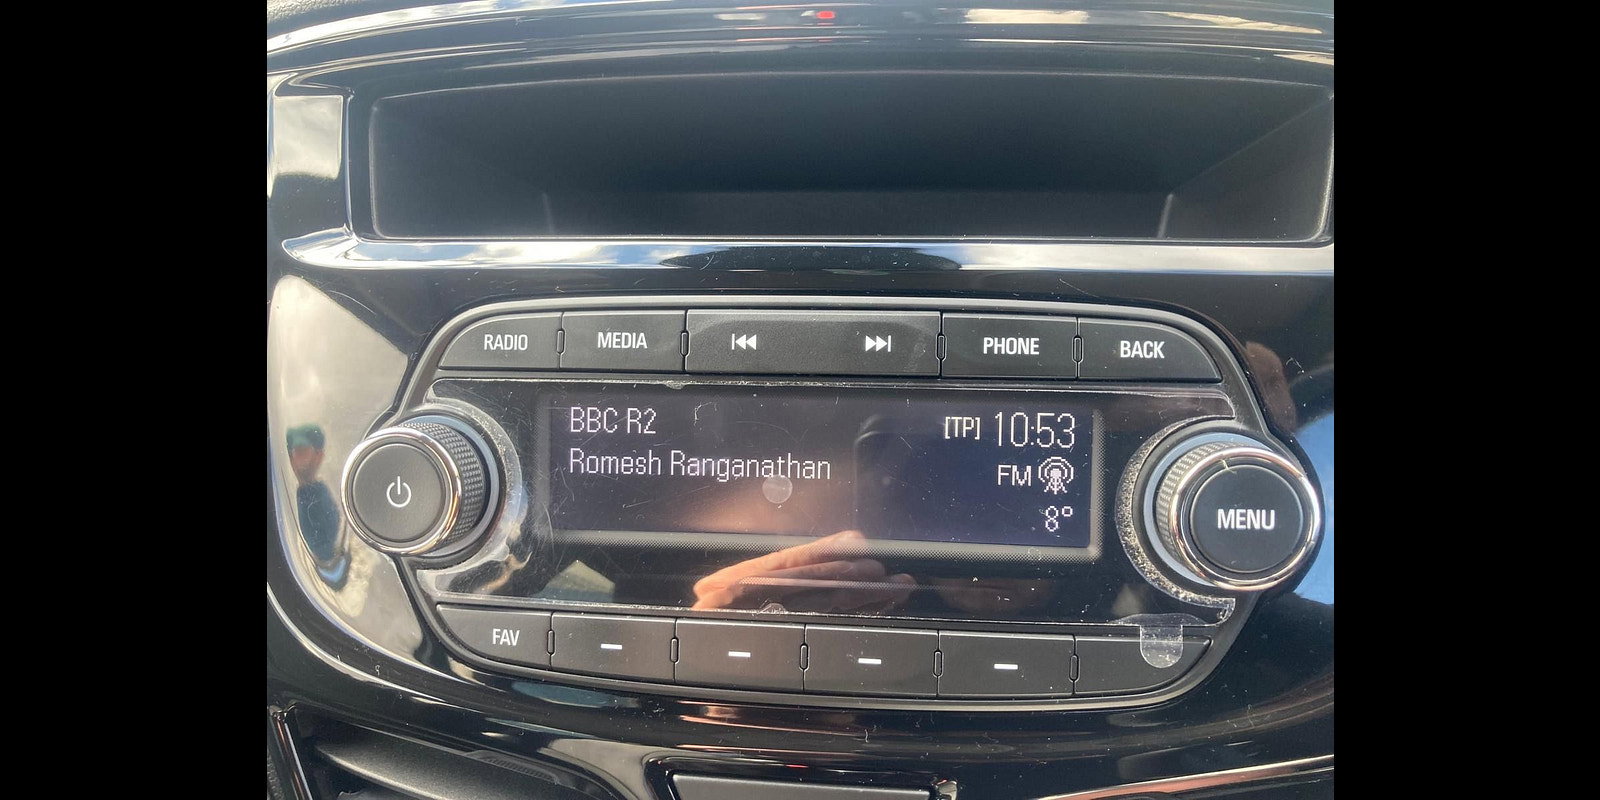 RADIO MEDIA PHONE BACK
BBC R2 [TP] 10:53
Romesh Ranganathan FM
8°
MENU
FAV